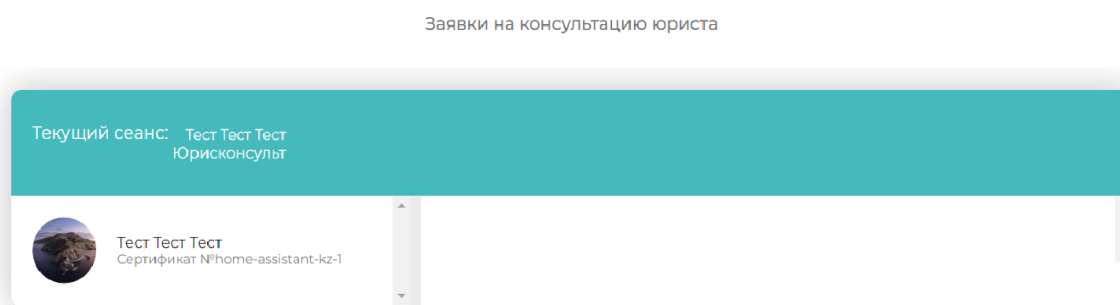 Заявки на консультацию юриста
Текущий сеанс: Тест Тест Тест
Юрисконсульт
Тест Тест Тест
Сертификат №home-assistant-kz-1